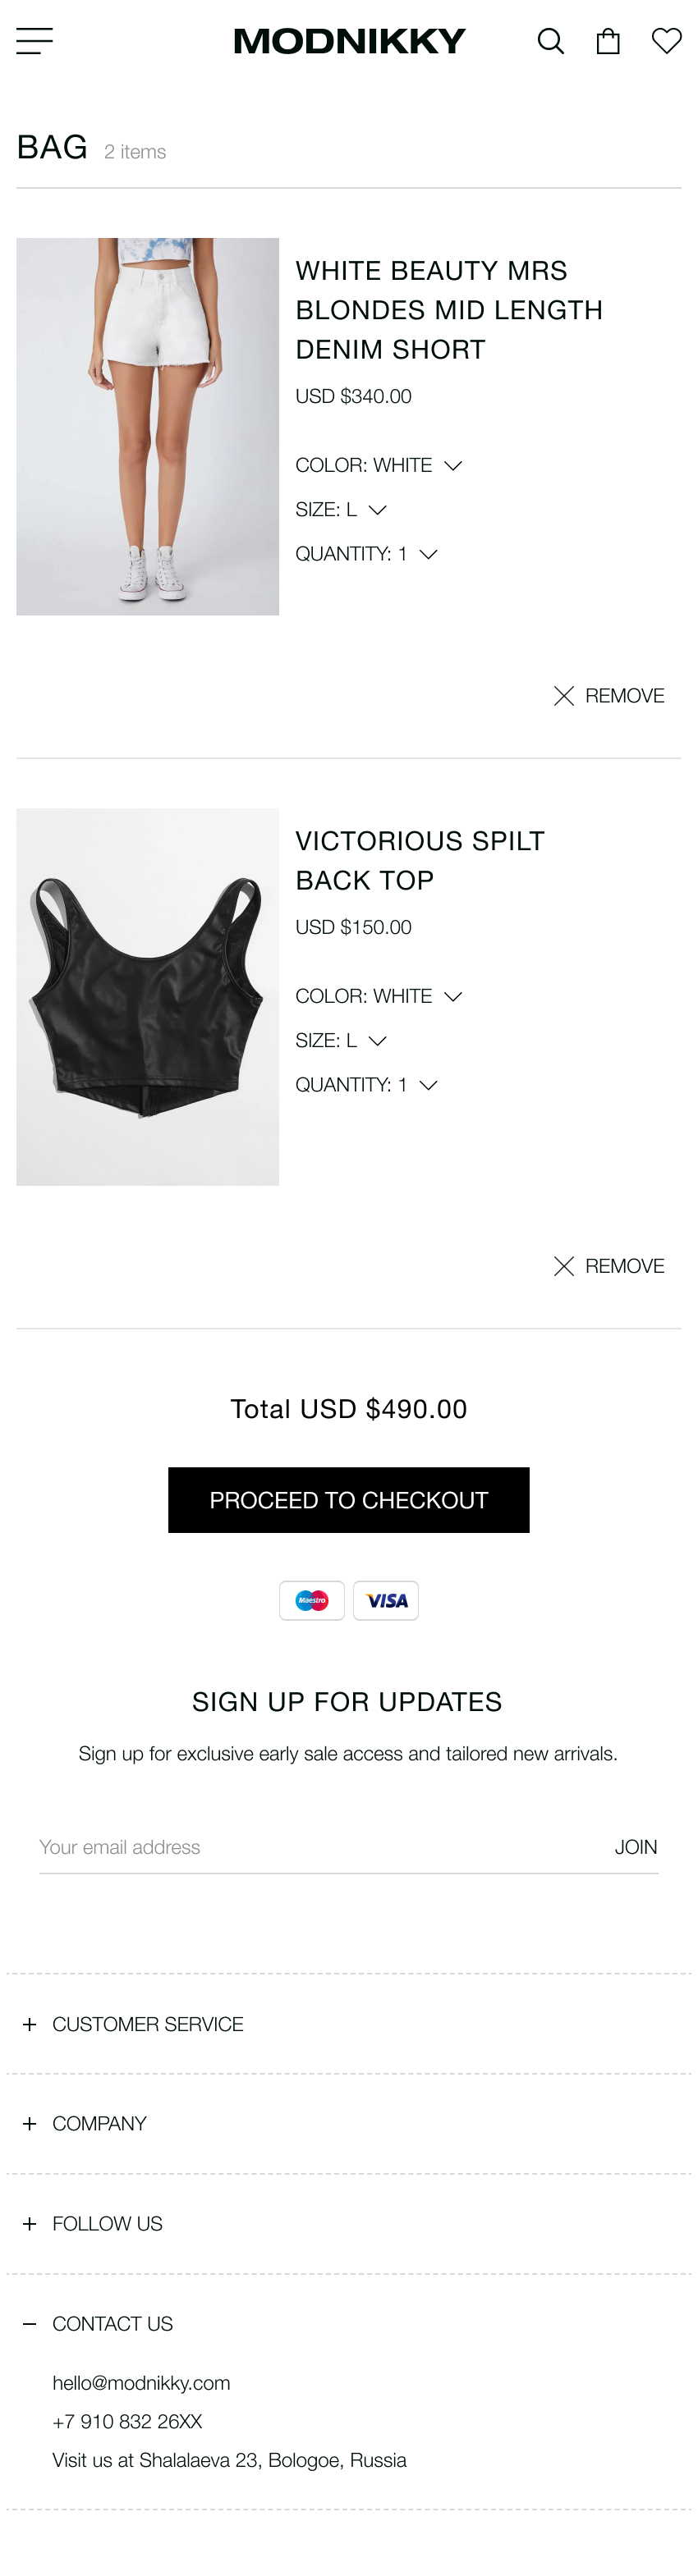 MODNIKKY
BAG 2 items
WHITE BEAUTY MRS
BLONDES MID LENGTH
DENIM SHORT
USD $340.00
COLOR: WHITE
SIZE: L
QUANTITY: 1
REMOVE
VICTORIOUS SPILT
BACK TOP
USD $150.00
COLOR: WHITE
SIZE: L
QUANTITY: 1
REMOVE
Total USD $490.00
PROCEED TO CHECKOUT
Maestro VISA
SIGN UP FOR UPDATES
Sign up for exclusive early sale access and tailored new arrivals.
Your email address JOIN
+ CUSTOMER SERVICE
+ COMPANY
+ FOLLOW US
– CONTACT US
hello@modnikky.com
+7 910 832 26XX
Visit us at Shalalaeva 23, Bologoe, Russia